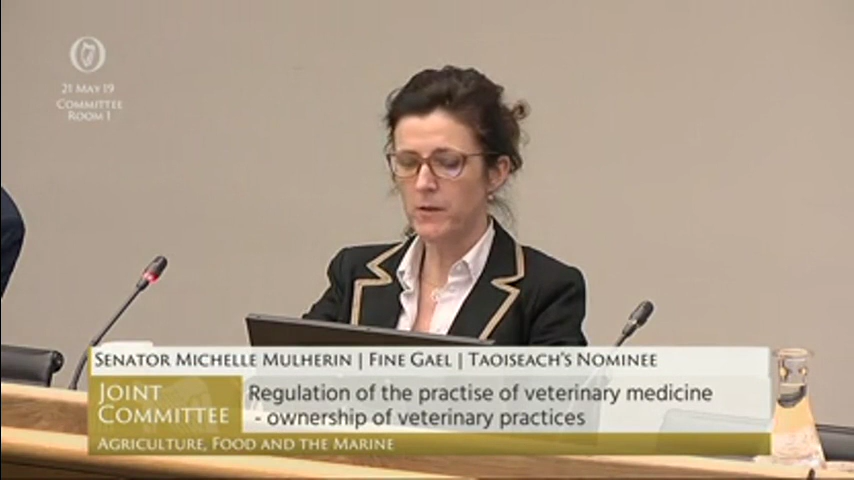 21 May 19
Committee
Room 1
Senator Michelle Mulherin | Fine Gael | Taoiseach's Nominee
Joint
Committee
Regulation of the practise of veterinary medicine
- ownership of veterinary practices
Agriculture, Food and the Marine